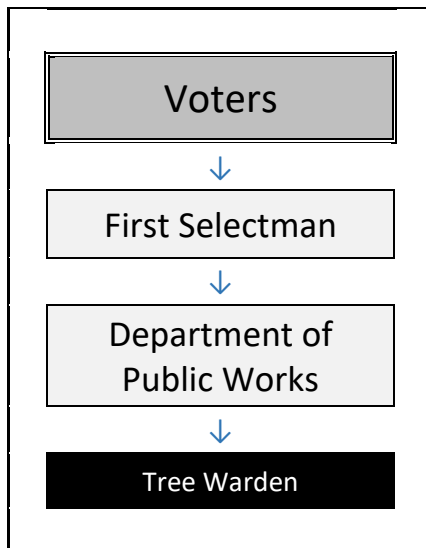 Voters
↓
First Selectman
↓
Department of
Public Works
↓
Tree Warden